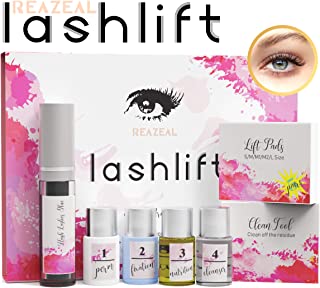 REAZEAL
lashlift
REAZEAL
lashlift
Lift Pads
S/M/M1/M2/L Size
1
perm
2
fixation
3
nutrition
4
cleanser
Clean Tool
Clean off the residue